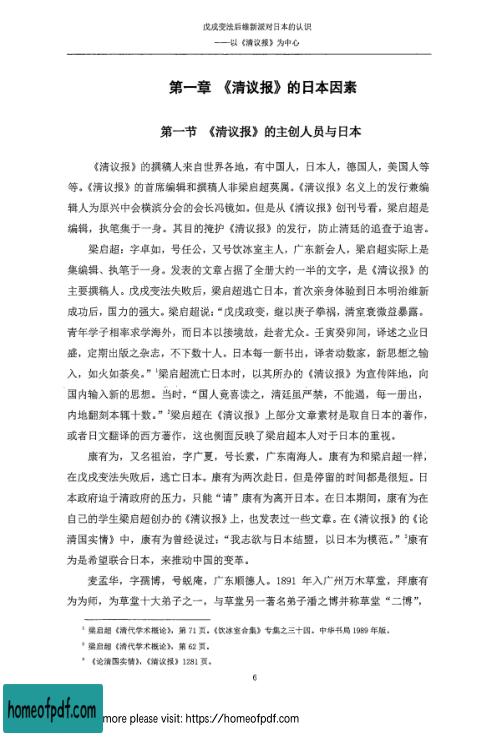 戊戌变法后维新派对日本的认识
——以《清议报》为中心
第一章 《清议报》的日本因素
第一节 《清议报》的主创人员与日本
《清议报》的撰稿人来自世界各地，有中国人，日本人，德国人，美国人等
等。《清议报》的首席编辑和撰稿人非梁启超莫属。《清议报》名义上的发行兼编
辑人为原兴中会横滨分会的会长冯镜如。但是从《清议报》创刊号看，梁启超是
编辑，执笔集于一身。其目的掩护《清议报》的发行，防止清廷的追查于追害。
梁启超：字卓如，号任公，又号饮冰室主人，广东新会人，梁启超实际上是
集编辑、执笔于一身。发表的文章占据了全册大约一半的文字，是《清议报》的
主要撰稿人。戊戌变法失败后，梁启超逃亡日本，首次亲身体验到日本明治维新
成功后，国力的强大。梁启超说：“戊戌政变，继以庚子拳祸，清室衰微益暴露。
青年学子相率求学海外，而日本以接境故，赴者尤众。壬寅癸卯间，译述之业日
盛，定期出版之杂志，不下数十人。日本每一新书出，译者动数家，新思想之输
入，如火如荼矣。”¹梁启超流亡日本时，以其所办的《清议报》为宣传阵地，向
国内输入新的思想。当时，“国人竞喜读之，清廷虽严禁，不能遏，每一册出，
内地翻刻本辄十数。”²梁启超在《清议报》上部分文章素材是取自日本的著作，
或者日文翻译的西方著作，这也侧面反映了梁启超本人对于日本的重视。
康有为，又名祖诒，字广夏，号长素，广东南海人。康有为和梁启超一样，
在戊戌变法失败后，逃亡日本。康有为两次赴日，但是停留的时间都是很短。日
本政府迫于清政府的压力，只能“请”康有为离开日本。在日本期间，康有为在
自己的学生梁启超创办的《清议报》上，也发表过一些文章。在《清议报》的《论
清国实情》中，康有为曾经说过：“我志欲与日本结盟，以日本为模范。”³康有
为是希望联合日本，来推动中国的变革。
麦孟华，字孺博，号蜕庵，广东顺德人。1891 年入广州万木草堂，拜康有
为为师，为草堂十大弟子之一，与草堂另一著名弟子潘之博并称草堂“二博”，
¹ 梁启超《清代学术概论》，第 71 页。《饮冰室合集》专集之三十四。中华书局 1989 年版。
² 梁启超《清代学术概论》，第 62 页。
³ 《论清国实情》，《清议报》1281 页。
6
homeofpdf.com
more please visit: https://homeofpdf.com